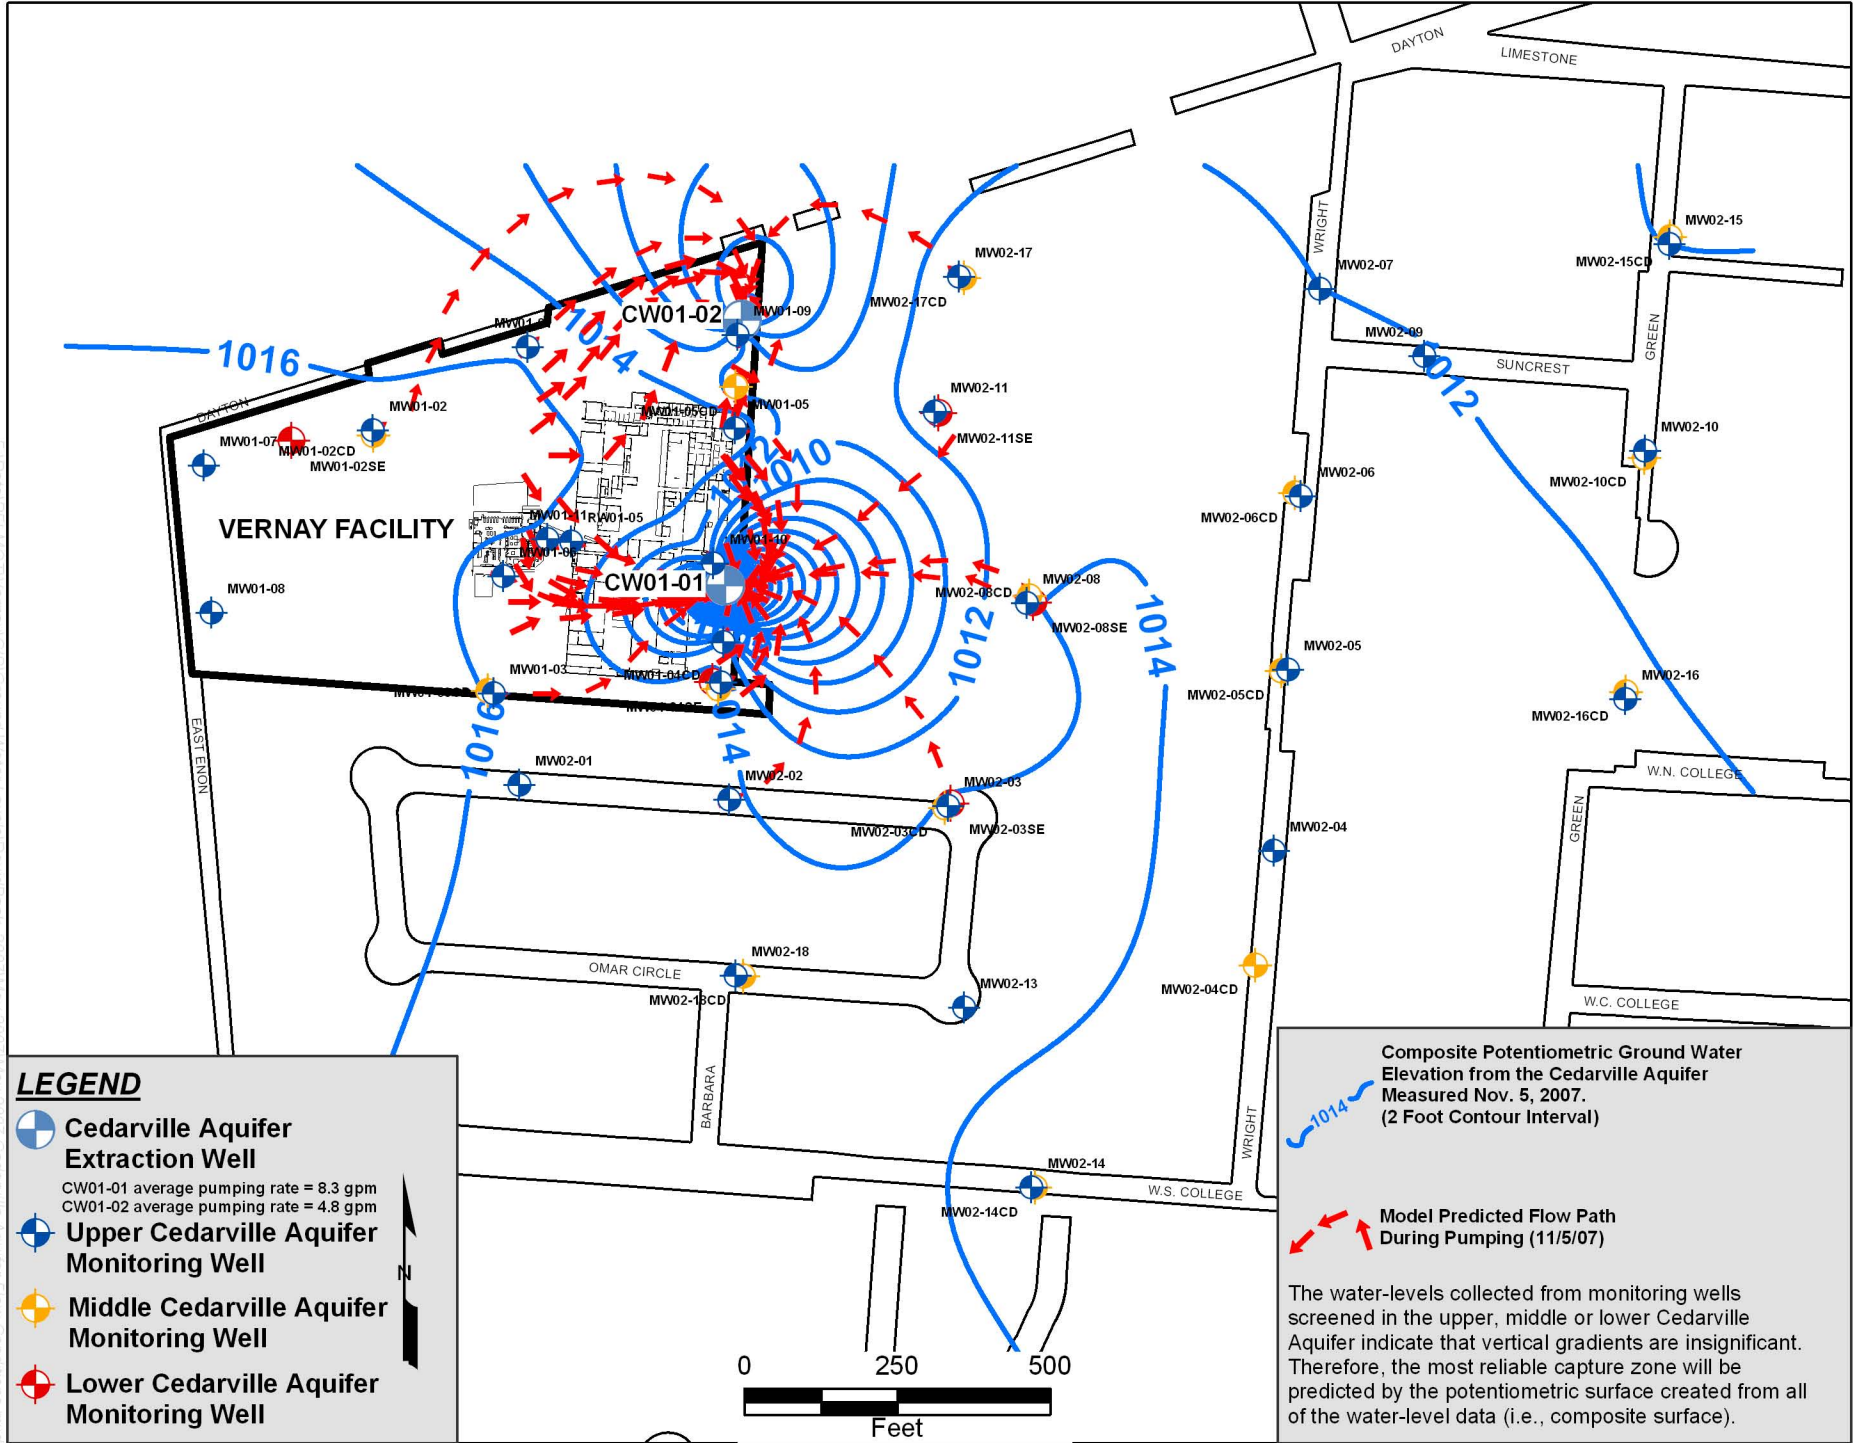 DAYTON
LIMESTONE
WRIGHT
MW02-15
MW02-15CD
MW02-17
MW02-17CD
MW02-07
MW02-09
SUNCREST
GREEN
CW01-02
MW01-09
1014
1016
1012
DAYTON
MW01-02
MW01-07
MW01-02CD
MW01-02SE
MW01-05CD
MW01-05
MW02-11
MW02-11SE
MW02-10
MW02-10CD
1010
VERNAY FACILITY
MW01-11
RW01-05
MW01-10
MW02-06
MW02-06CD
CW01-01
MW01-08
MW02-08
MW02-08CD
MW02-08SE
1012
1014
MW01-03
MW01-04CD
MW02-05
MW02-05CD
MW02-16
MW02-16CD
1016
1014
EAST ENON
MW02-01
MW02-02
MW02-03
MW02-03CD
MW02-03SE
W.N. COLLEGE
GREEN
MW02-04
MW02-18
OMAR CIRCLE
MW02-18CD
MW02-13
MW02-04CD
W.C. COLLEGE
BARBARA
WRIGHT
MW02-14
MW02-14CD
W.S. COLLEGE
LEGEND
Cedarville Aquifer
Extraction Well
CW01-01 average pumping rate = 8.3 gpm
CW01-02 average pumping rate = 4.8 gpm
Upper Cedarville Aquifer
Monitoring Well
Middle Cedarville Aquifer
Monitoring Well
Lower Cedarville Aquifer
Monitoring Well
N
0 250 500
Feet
1014
Composite Potentiometric Ground Water
Elevation from the Cedarville Aquifer
Measured Nov. 5, 2007.
(2 Foot Contour Interval)
Model Predicted Flow Path
During Pumping (11/5/07)
The water-levels collected from monitoring wells
screened in the upper, middle or lower Cedarville
Aquifer indicate that vertical gradients are insignificant.
Therefore, the most reliable capture zone will be
predicted by the potentiometric surface created from all
of the water-level data (i.e., composite surface).